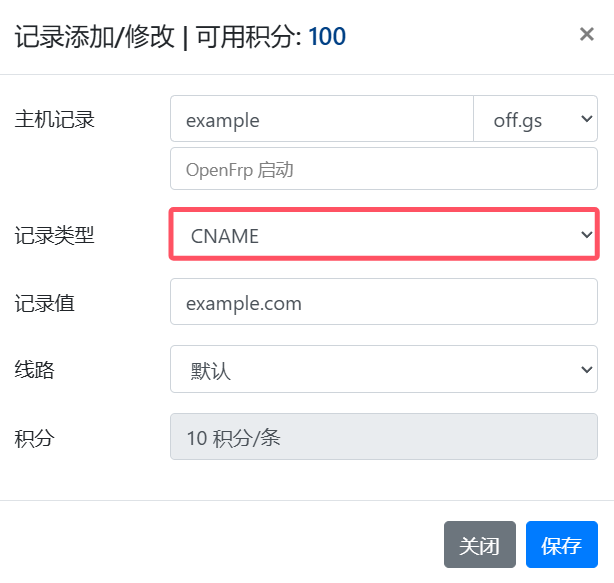 记录添加/修改 | 可用积分: 100 ×
主机记录 example off.gs
OpenFrp 启动
记录类型 CNAME
记录值 example.com
线路 默认
积分 10 积分/条
关闭 保存